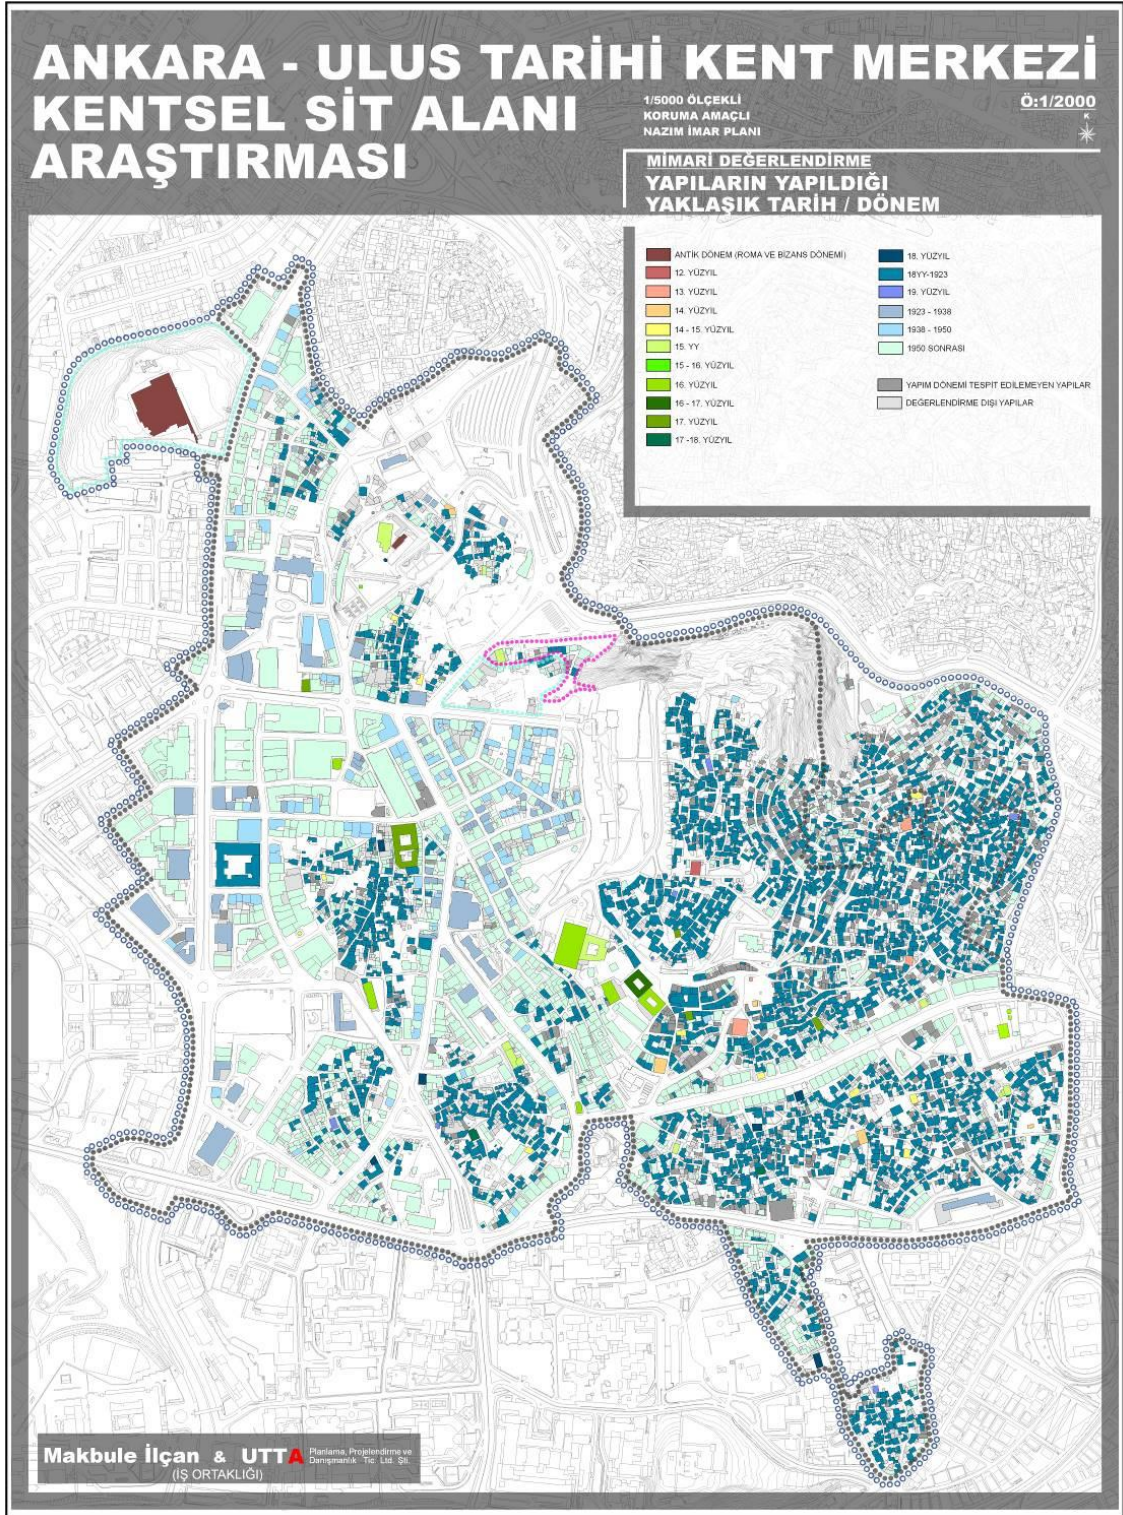 ANKARA - ULUS TARİHİ KENT MERKEZİ
KENTSEL SİT ALANI
ARAŞTIRMASI
1/5000 ÖLÇEKLİ
KORUMA AMAÇLI
NAZIM İMAR PLANI
Ö:1/2000
K
MİMARİ DEĞERLENDİRME
YAPILARIN YAPILDIĞI
YAKLAŞIK TARİH / DÖNEM
ANTİK DÖNEM (ROMA VE BİZANS DÖNEMİ)
12. YÜZYIL
13. YÜZYIL
14. YÜZYIL
14 - 15. YÜZYIL
15. YY
15 - 16. YÜZYIL
16. YÜZYIL
16 - 17. YÜZYIL
17. YÜZYIL
17 -18. YÜZYIL
18. YÜZYIL
18YY-1923
19. YÜZYIL
1923 - 1938
1938 - 1950
1950 SONRASI
YAPIM DÖNEMİ TESPİT EDİLEMEYEN YAPILAR
DEĞERLENDİRME DIŞI YAPILAR
Makbule İlçan & UTTA Planlama, Projelendirme ve
Danışmanlık Tic. Ltd. Şti.
(İŞ ORTAKLIĞI)